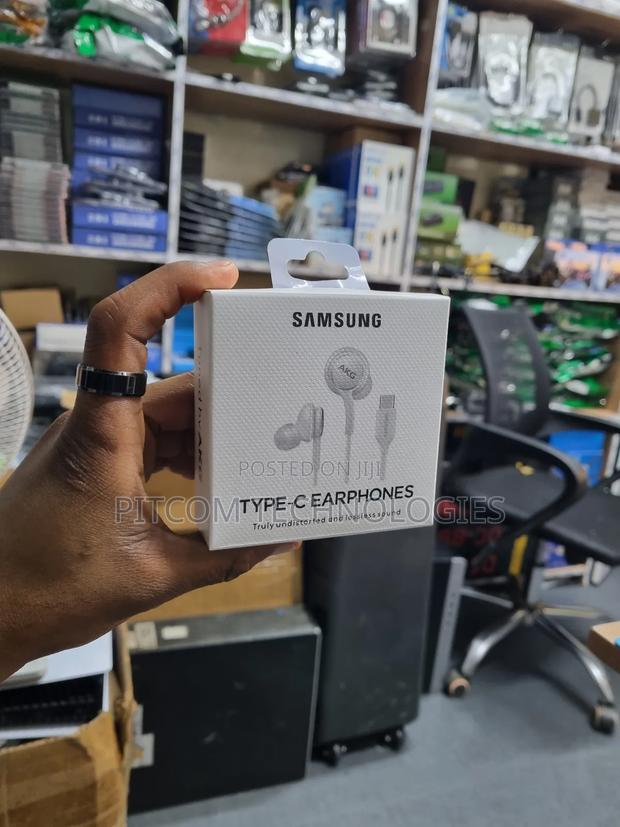 SAMSUNG
AKG
POSTED ON JIJI
TYPE-C EARPHONES
PITCOM TECHNOLOGIES
Truly undistorted and lossless sound